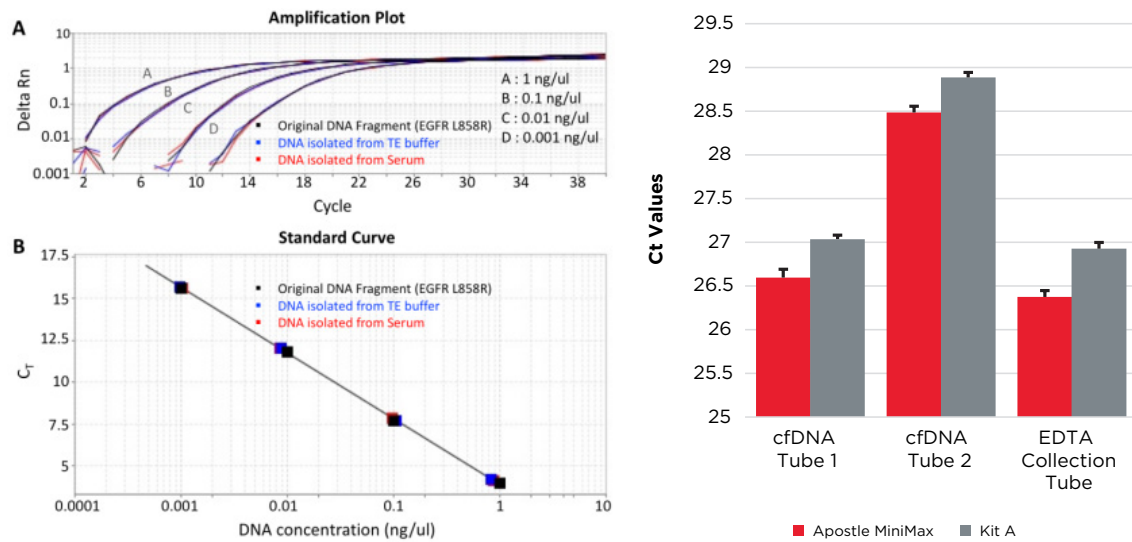 Amplification Plot
A
10
1
0.1
0.01
0.001
Delta Rn
A
B
C
D
A : 1 ng/ul
B : 0.1 ng/ul
C : 0.01 ng/ul
D : 0.001 ng/ul
Original DNA Fragment (EGFR L858R)
DNA isolated from TE buffer
DNA isolated from Serum
2 6 10 14 18 22 26 30 34 38
Cycle
B
Standard Curve
17.5
15
12.5
10
7.5
5
C_T
Original DNA Fragment (EGFR L858R)
DNA isolated from TE buffer
DNA isolated from Serum
0.0001 0.001 0.01 0.1 1 10
DNA concentration (ng/ul)
29.5
29
28.5
28
27.5
27
26.5
26
25.5
25
Ct Values
cfDNA Tube 1
cfDNA Tube 2
EDTA Collection Tube
Apostle MiniMax Kit A